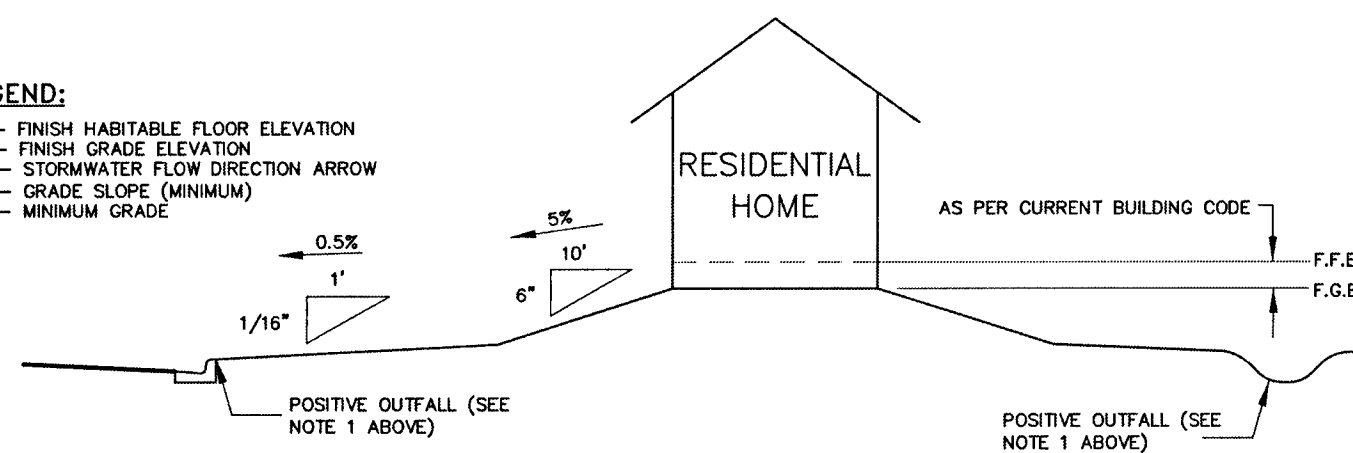 GEND:
- FINISH HABITABLE FLOOR ELEVATION
- FINISH GRADE ELEVATION
- STORMWATER FLOW DIRECTION ARROW
- GRADE SLOPE (MINIMUM)
- MINIMUM GRADE
RESIDENTIAL
HOME
AS PER CURRENT BUILDING CODE
F.F.E
F.G.E
5%
10'
6"
0.5%
1'
1/16"
POSITIVE OUTFALL (SEE
NOTE 1 ABOVE)
POSITIVE OUTFALL (SEE
NOTE 1 ABOVE)